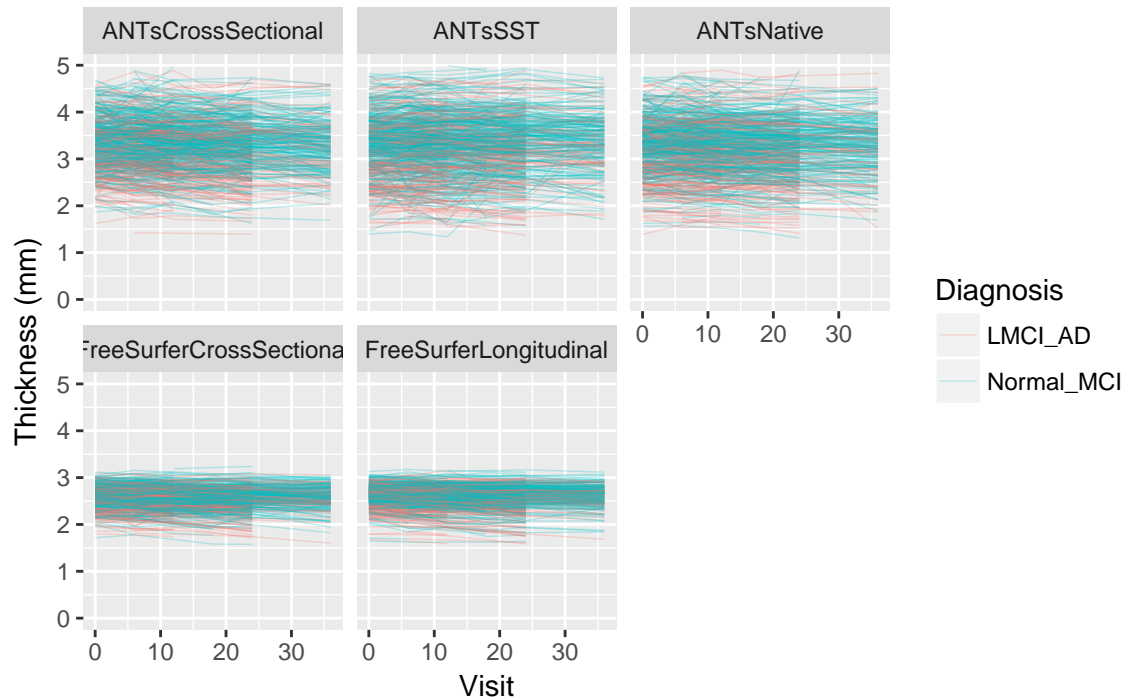 ANTsCrossSectional ANTsSST ANTsNative
5
4
3
2
1
0
0 10 20 30
FreeSurferCrossSectiona FreeSurferLongitudinal
5
4
3
2
1
0
0 10 20 30 0 10 20 30
Thickness (mm)
Visit
Diagnosis
LMCI_AD
Normal_MCI